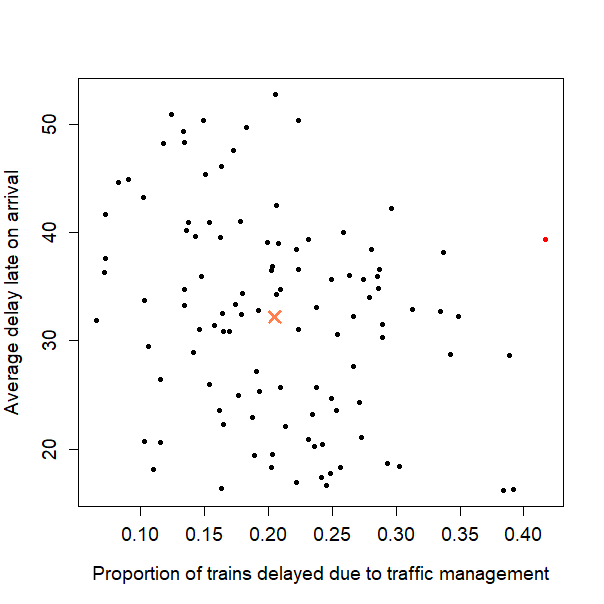 Average delay late on arrival
50
40
30
20
0.10 0.15 0.20 0.25 0.30 0.35 0.40
Proportion of trains delayed due to traffic management